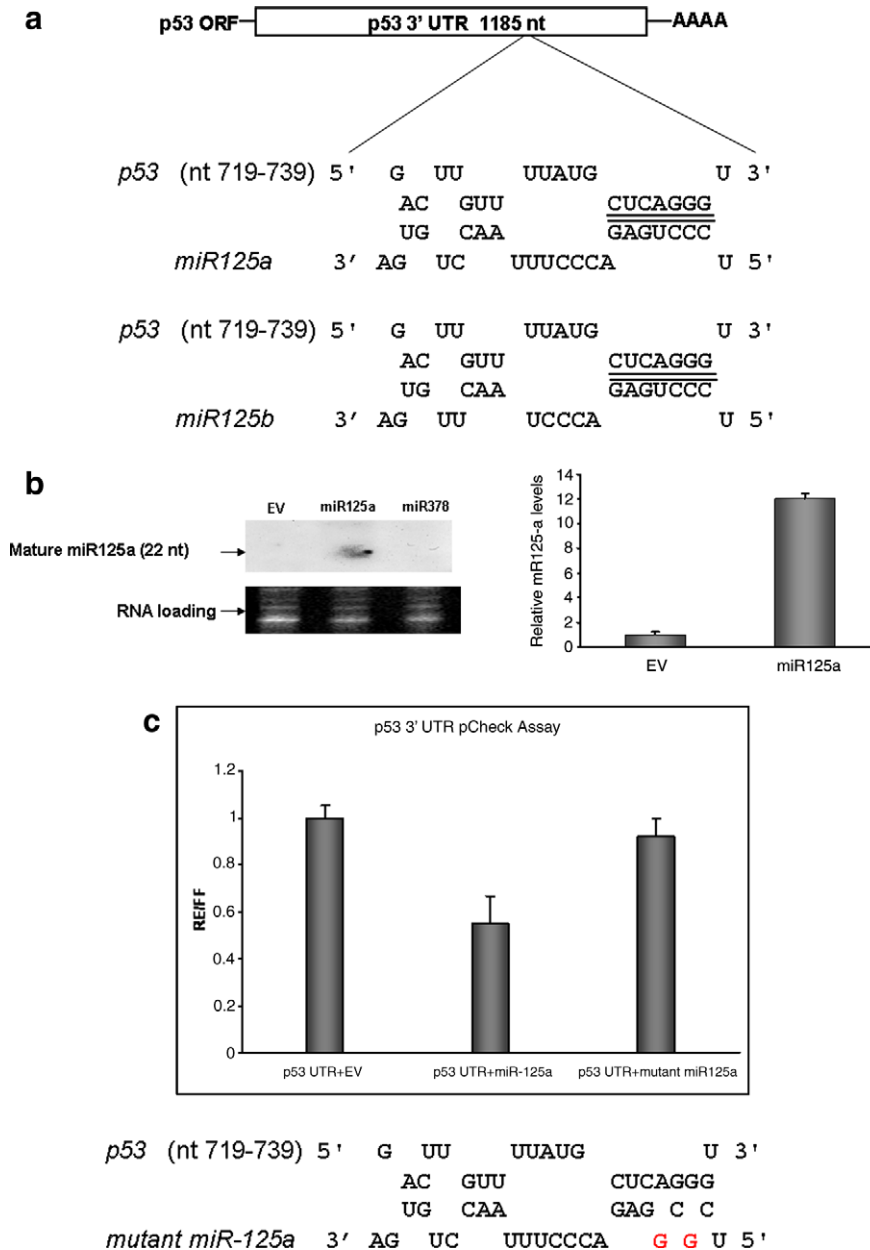 a
p53 ORF p53 3' UTR 1185 nt AAAA
p53 (nt 719-739) 5' G UU UUAUG U 3'
AC GUU CUCAGGG
UG CAA GAGUCCC
miR125a 3' AG UC UUUCCCA U 5'
p53 (nt 719-739) 5' G UU UUAUG U 3'
AC GUU CUCAGGG
UG CAA GAGUCCC
miR125b 3' AG UU UCCCA U 5'
b
EV miR125a miR378
Mature miR125a (22 nt)
RNA loading
Relative mR125-a levels
14
12
10
8
6
4
2
0
EV miR125a
c
p53 3' UTR pCheck Assay
RE/FF
1.2
1
0.8
0.6
0.4
0.2
0
p53 UTR+EV p53 UTR+miR-125a p53 UTR+mutant miR125a
p53 (nt 719-739) 5' G UU UUAUG U 3'
AC GUU CUCAGGG
UG CAA GAG C C
mutant miR-125a 3' AG UC UUUCCCA G G U 5'